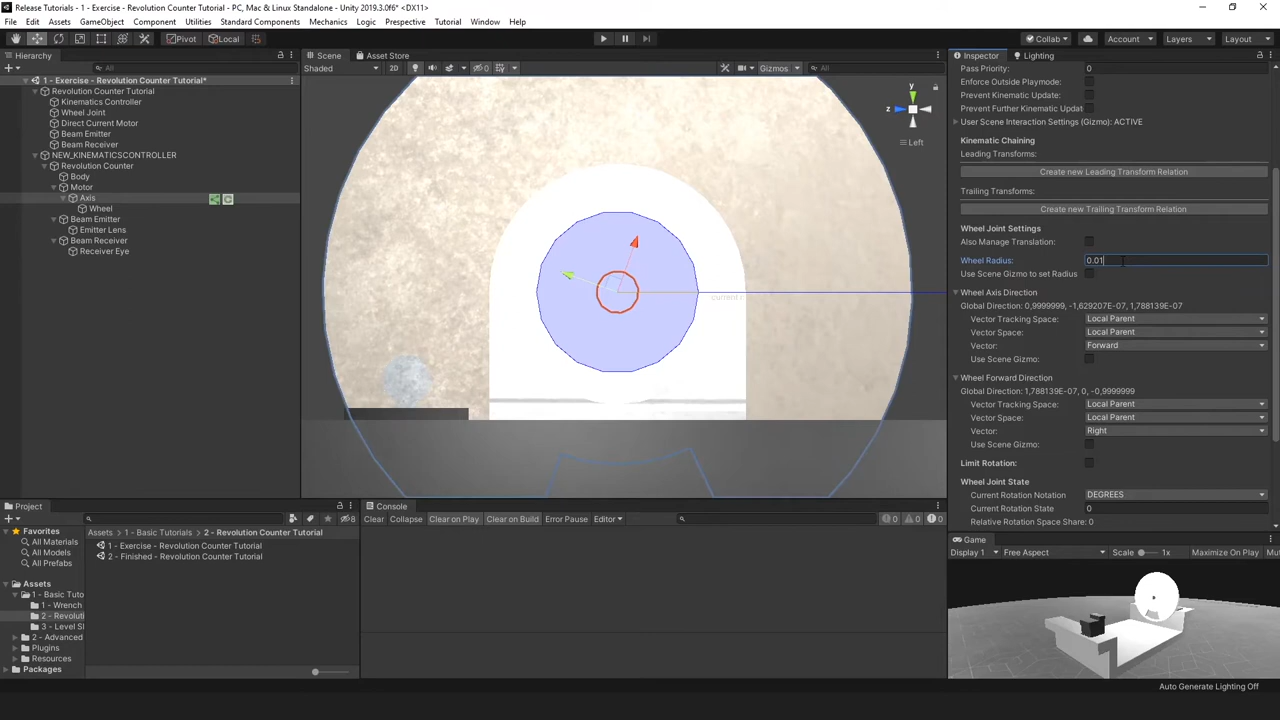 Release Tutorials - 1 - Exercise - Revolution Counter Tutorial - PC, Mac & Linux Standalone - Unity 2019.3.0f6* <DX11>
File Edit Assets GameObject Component Utilities Standard Components Mechanics Logic Perspective Tutorial Window Help
Pivot Local Collab Account Layers Layout
Hierarchy Scene Asset Store Inspector Lighting
All Shaded 2D 0 Gizmos All
1 - Exercise - Revolution Counter Tutorial*
Revolution Counter Tutorial
Kinematics Controller
Wheel Joint
Direct Current Motor
Beam Emitter
Beam Receiver
NEW_KINEMATICSCONTROLLER
Revolution Counter
Body
Motor
Axis
Wheel
Beam Emitter
Emitter Lens
Beam Receiver
Receiver Eye
y
z
Left
Pass Priority: 0
Enforce Outside Playmode:
Prevent Kinematic Update:
Prevent Further Kinematic Updat
User Scene Interaction Settings (Gizmo): ACTIVE
Kinematic Chaining
Leading Transforms:
Create new Leading Transform Relation
Trailing Transforms:
Create new Trailing Transform Relation
Wheel Joint Settings
Also Manage Translation:
Wheel Radius: 0.01
Use Scene Gizmo to set Radius
Wheel Axis Direction
Global Direction: 0,9999999, -1,629207E-07, 1,788139E-07
Vector Tracking Space: Local Parent
Vector Space: Local Parent
Vector: Forward
Use Scene Gizmo:
Wheel Forward Direction
Global Direction: 1,788139E-07, 0, -0,9999999
Vector Tracking Space: Local Parent
Vector Space: Local Parent
Vector: Right
Use Scene Gizmo:
Limit Rotation:
Wheel Joint State
Current Rotation Notation DEGREES
Current Rotation State: 0
Relative Rotation Space Share: 0
Project
8
Favorites
All Materials
All Models
All Prefabs
Assets
1 - Basic Tuto
1 - Wrench
2 - Revoluti
3 - Level Sl
2 - Advanced
Plugins
Resources
Packages
Assets 1 - Basic Tutorials 2 - Revolution Counter Tutorial
1 - Exercise - Revolution Counter Tutorial
2 - Finished - Revolution Counter Tutorial
Console
Clear Collapse Clear on Play Clear on Build Error Pause Editor 0 0 0
Game
Display 1 Free Aspect Scale 1x Maximize On Play Mu
Auto Generate Lighting Off